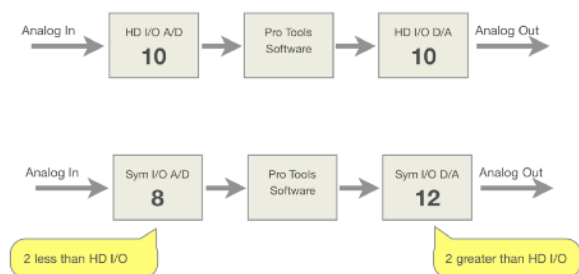 Analog In
HD I/O A/D
10
Pro Tools
Software
HD I/O D/A
10
Analog Out
Analog In
Sym I/O A/D
8
Pro Tools
Software
Sym I/O D/A
12
Analog Out
2 less than HD I/O
2 greater than HD I/O